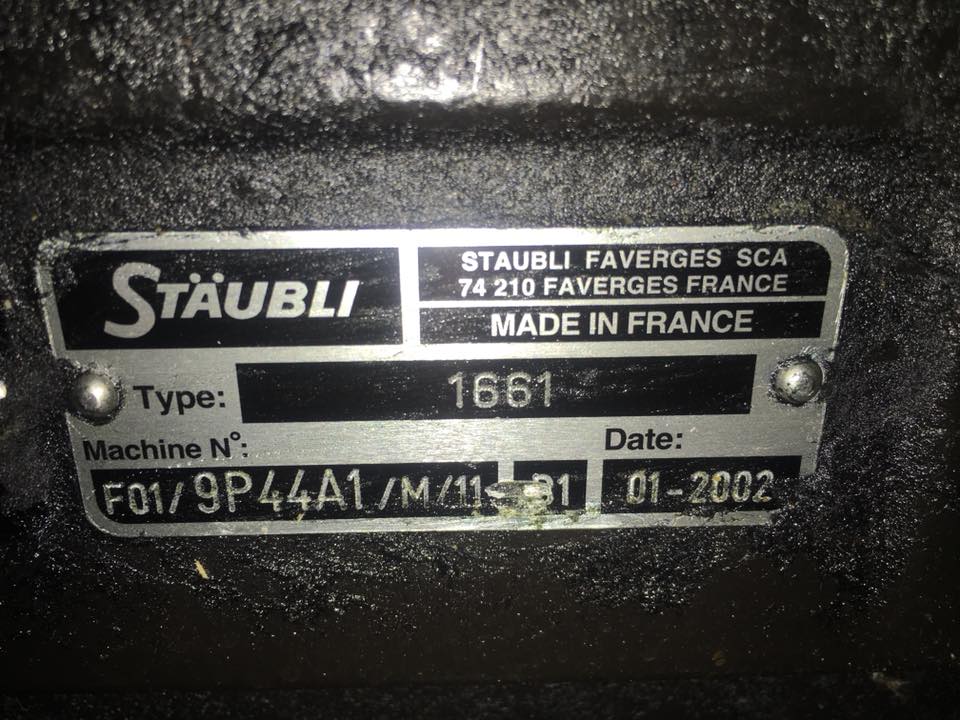 STÄUBLI
STAUBLI FAVERGES SCA
74 210 FAVERGES FRANCE
MADE IN FRANCE
Type: 1661
Machine N°:
Date:
F01/9P44A1/M/11
01-2002